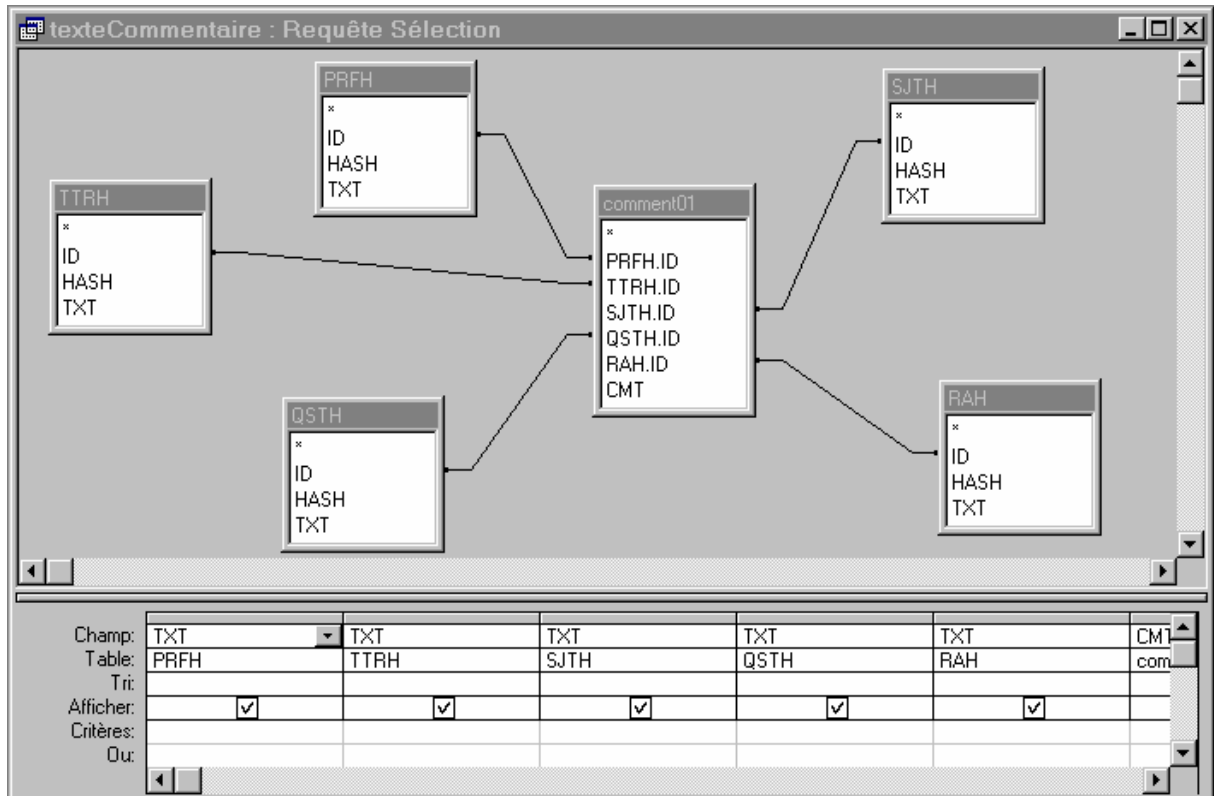 texteCommentaire : Requête Sélection
PRFH
*
ID
HASH
TXT
SJTH
*
ID
HASH
TXT
TTRH
*
ID
HASH
TXT
comment01
*
PRFH.ID
TTRH.ID
SJTH.ID
QSTH.ID
RAH.ID
CMT
QSTH
*
ID
HASH
TXT
RAH
*
ID
HASH
TXT
Champ: TXT TXT TXT TXT TXT CMT
Table: PRFH TTRH SJTH QSTH RAH com
Tri:
Afficher:
Critères:
Ou: